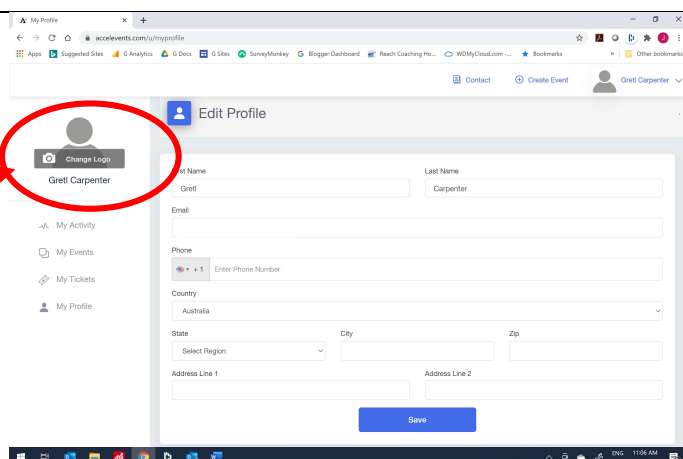 My Profile × +
accelevents.com/u/myprofile
Apps Suggested Sites G Analytics G Docs G Sites SurveyMonkey Blogger Dashboard Reach Coaching Ho... WDMyCloud.com -... Bookmarks » Other bookmarks
Contact Create Event Gretl Carpenter
Edit Profile
Change Logo
Gretl Carpenter
My Activity
My Events
My Tickets
My Profile
First Name Last Name
Gretl Carpenter
Email
Phone
+ 1 Enter Phone Number
Country
Australia
State City Zip
Select Region
Address Line 1 Address Line 2
Save
ENG 11:06 AM